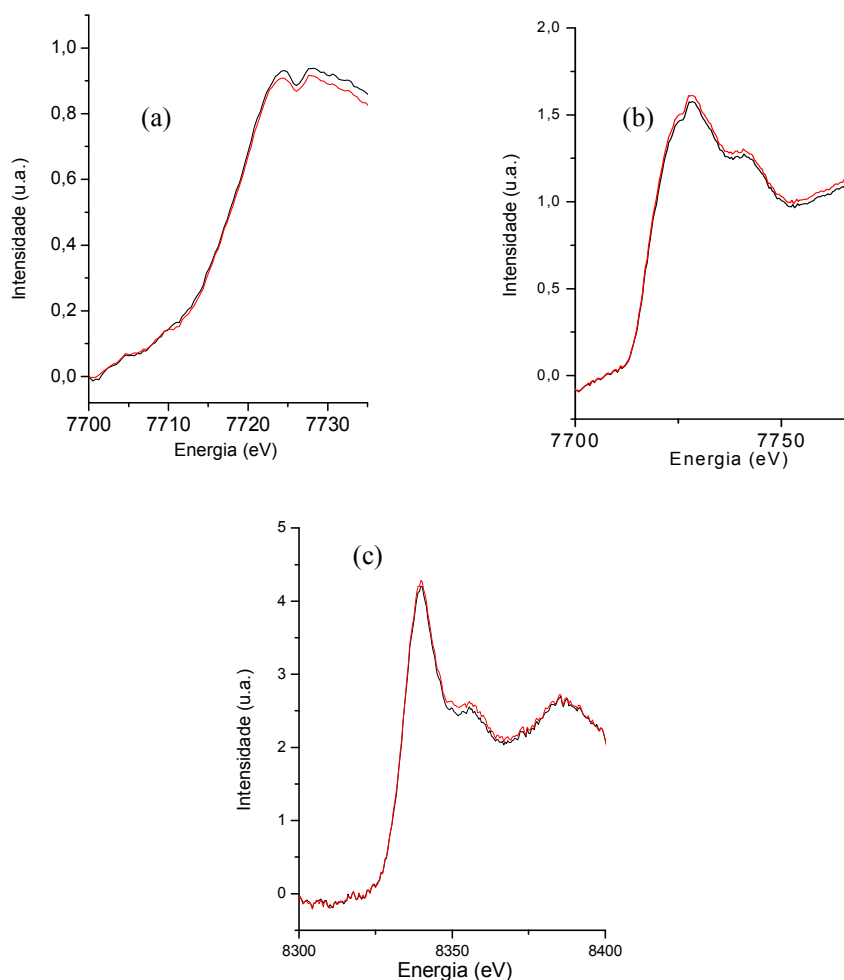 (a)
Intensidade (u.a.)
1,0
0,8
0,6
0,4
0,2
0,0
7700 7710 7720 7730
Energia (eV)
(b)
Intensidade (u.a.)
2,0
1,5
1,0
0,5
0,0
7700 7750
Energia (eV)
(c)
Intensidade (u.a.)
5
4
3
2
1
0
8300 8350 8400
Energia (eV)